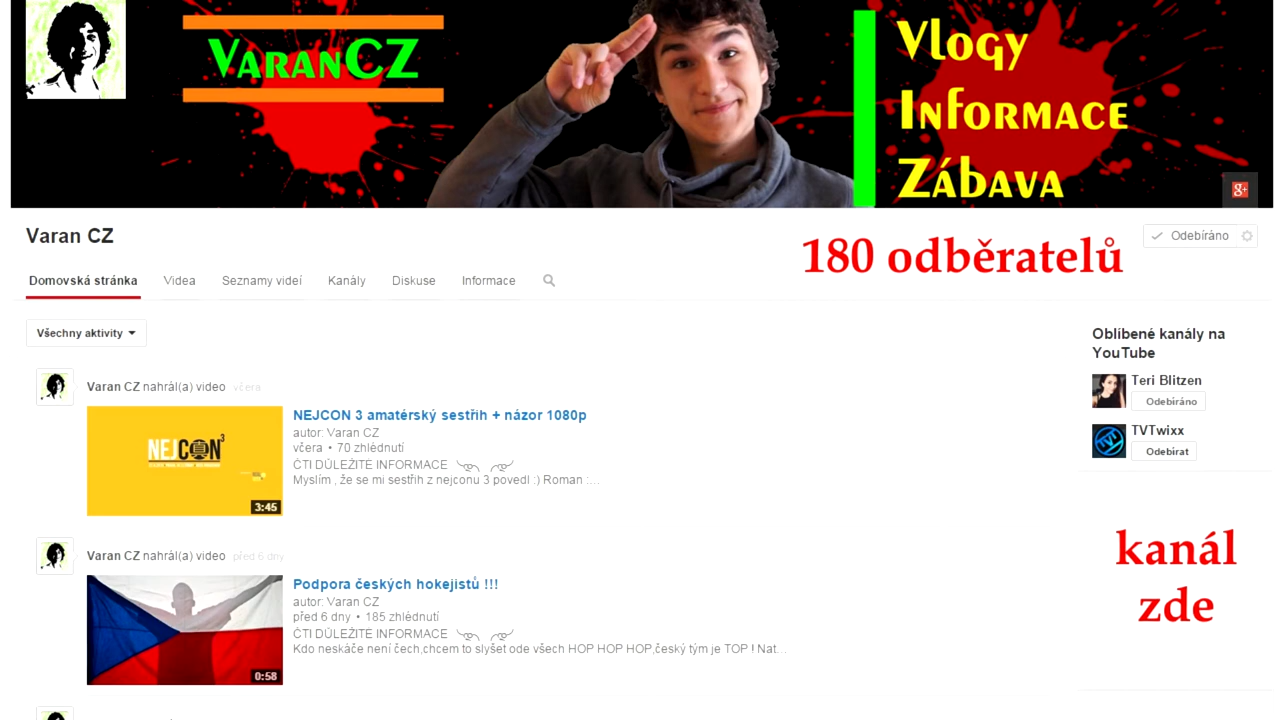 VaranCZ
Vlogy
Informace
Zábava
g+
Varan CZ
180 odběratelů
Odebíráno
Domovská stránka
Videa
Seznamy videí
Kanály
Diskuse
Informace
Všechny aktivity
Varan CZ nahrál(a) video včera
NEJCON 3
3:45
NEJCON 3 amatérský sestřih + názor 1080p
autor: Varan CZ
včera • 70 zhlédnutí
ČTI DŮLEŽITÉ INFORMACE
Myslím , že se mi sestřih z nejconu 3 povedl :) Roman :...
Varan CZ nahrál(a) video před 6 dny
0:58
Podpora českých hokejistů !!!
autor: Varan CZ
před 6 dny • 185 zhlédnutí
ČTI DŮLEŽITÉ INFORMACE
Kdo neskáče není čech,chcem to slyšet ode všech HOP HOP HOP,český tým je TOP ! Nat...
Oblíbené kanály na
YouTube
Teri Blitzen
Odebíráno
TVTwixx
Odebírat
kanál
zde